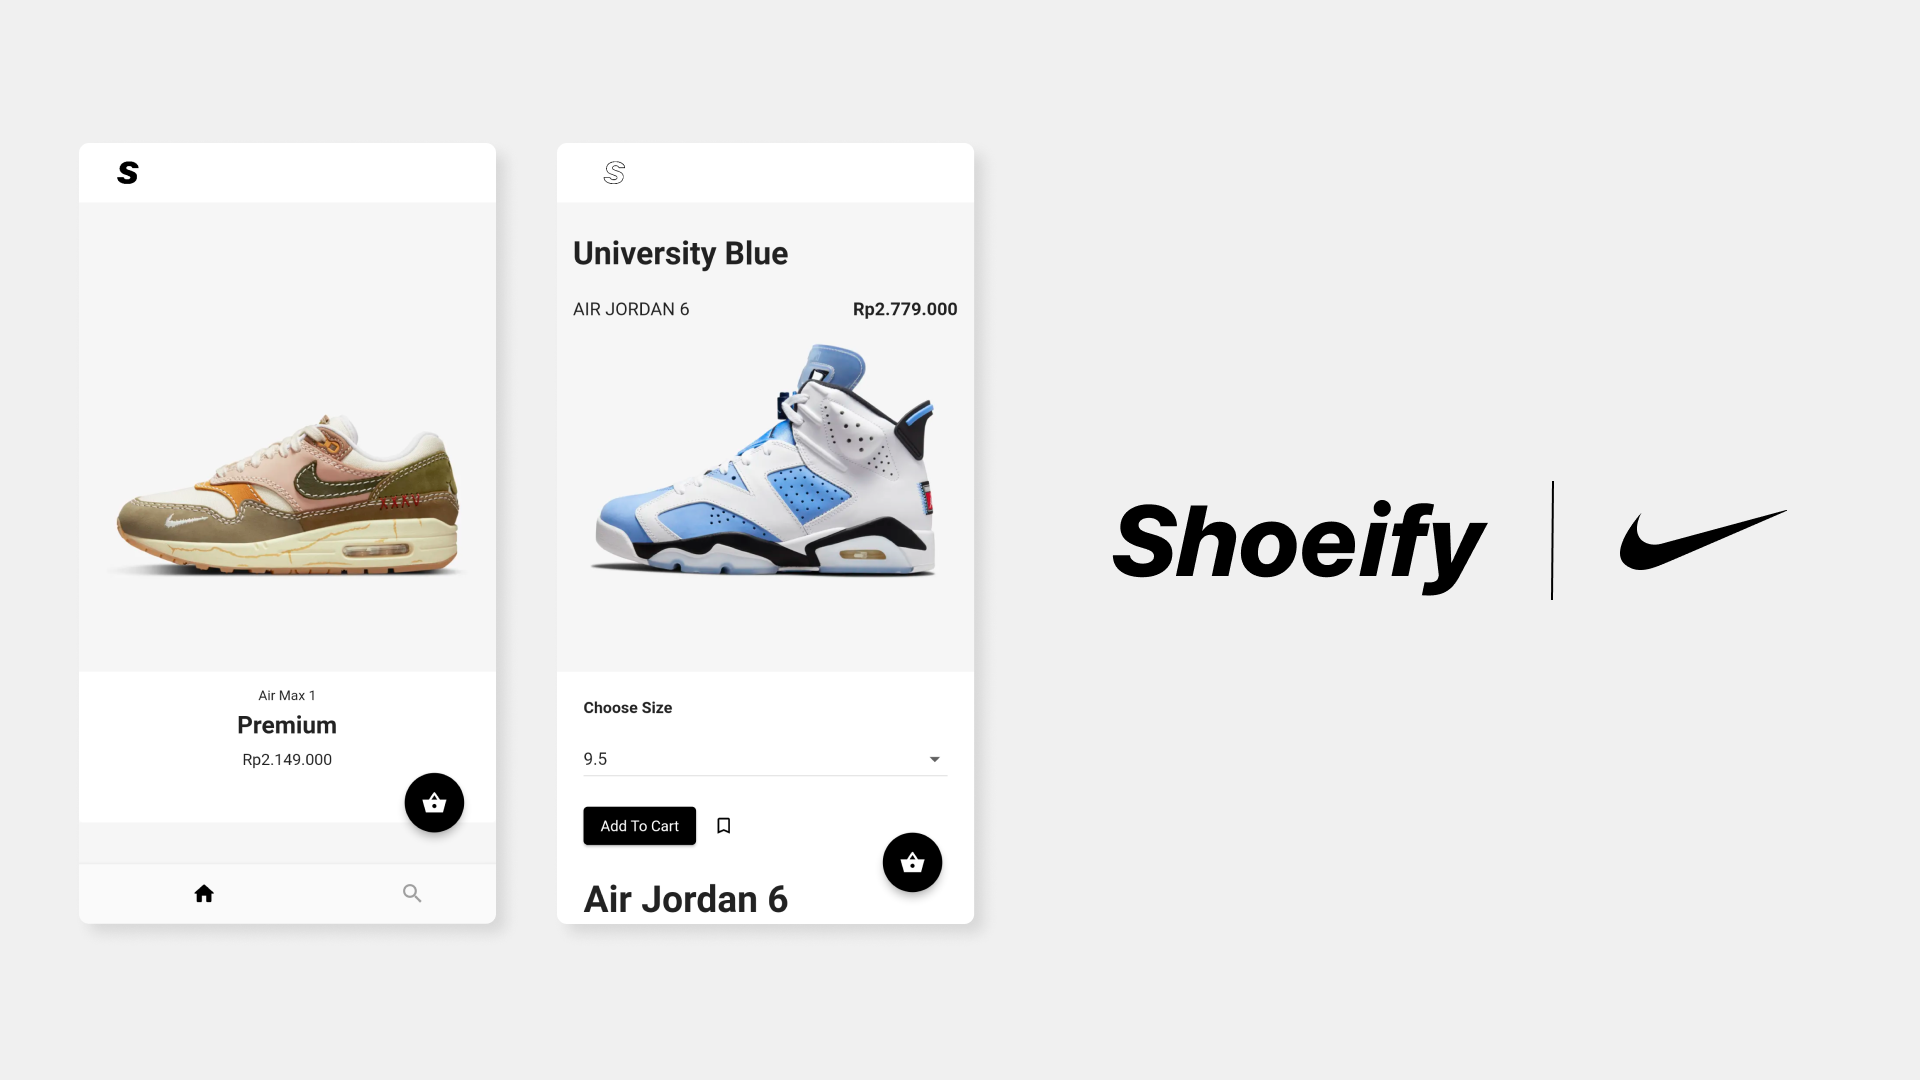 S
Air Max 1
Premium
Rp2.149.000
S
University Blue
AIR JORDAN 6
Rp2.779.000
Choose Size
9.5
Add To Cart
Air Jordan 6
Shoeify